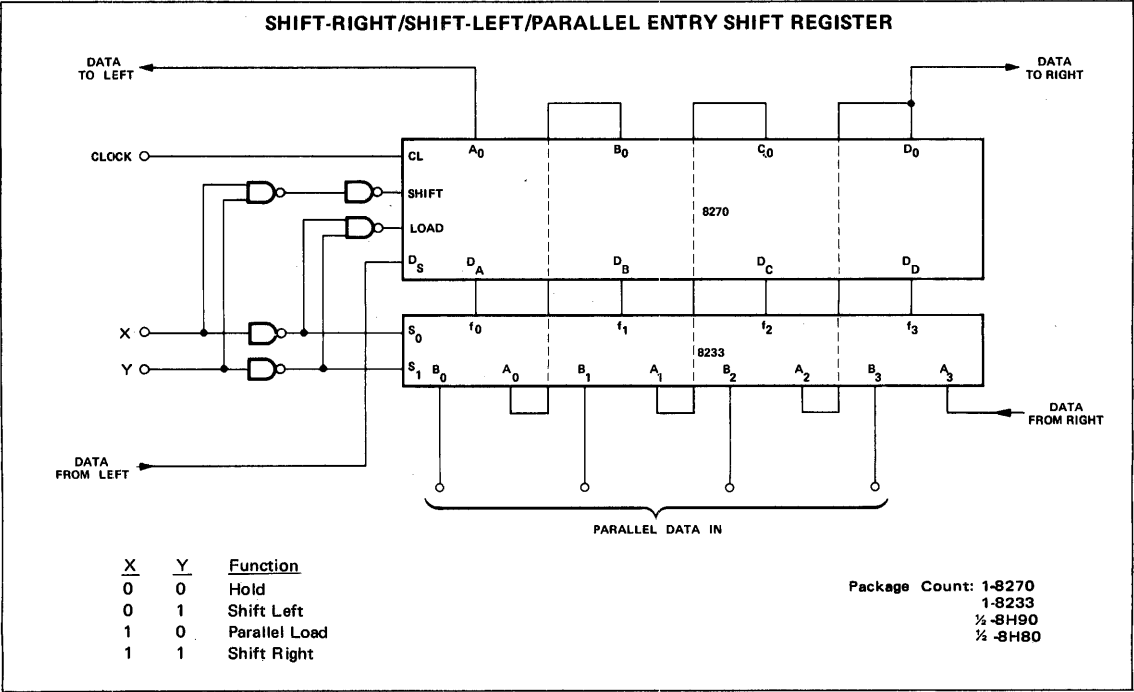 SHIFT-RIGHT/SHIFT-LEFT/PARALLEL ENTRY SHIFT REGISTER
DATA TO LEFT
DATA TO RIGHT
A0 B0 C0 D0
CLOCK CL
SHIFT
8270
LOAD
DS DA DB DC DD
X S0 f0 f1 f2 f3
8233
Y S1 B0 A0 B1 A1 B2 A2 B3 A3
DATA FROM RIGHT
DATA FROM LEFT
PARALLEL DATA IN
X Y Function
0 0 Hold
0 1 Shift Left
1 0 Parallel Load
1 1 Shift Right
Package Count: 1-8270
1-8233
½ -8H90
½ -8H80